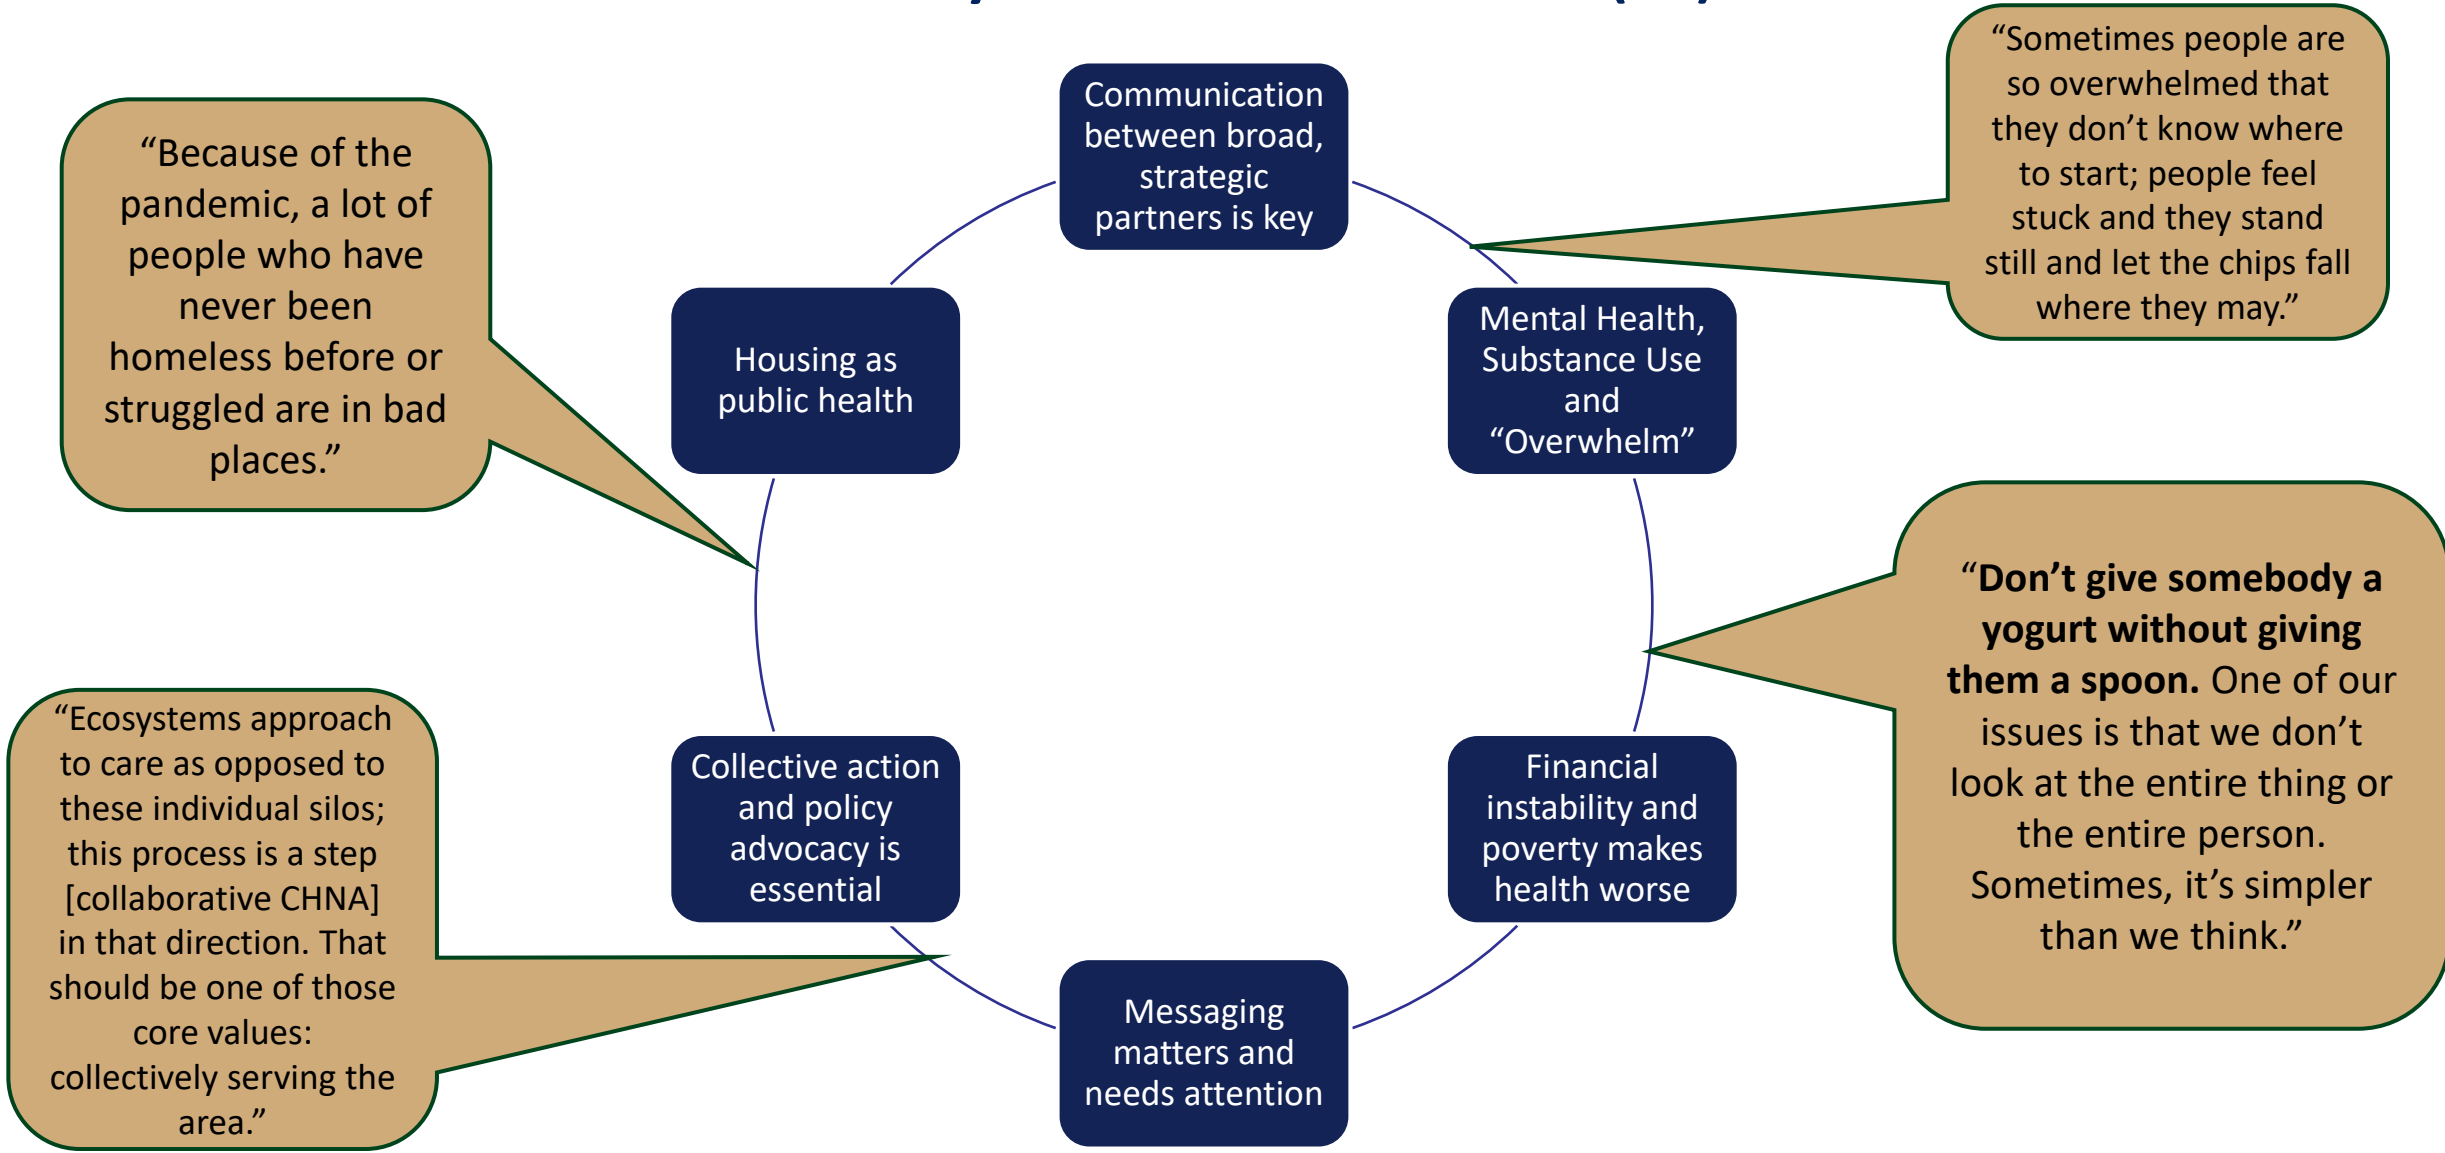 Communication
between broad,
strategic
partners is key
“Sometimes people are
so overwhelmed that
they don’t know where
to start; people feel
stuck and they stand
still and let the chips fall
where they may.”
“Because of the
pandemic, a lot of
people who have
never been
homeless before or
struggled are in bad
places.”
Housing as
public health
Mental Health,
Substance Use
and
“Overwhelm”
“Don’t give somebody a
yogurt without giving
them a spoon. One of our
issues is that we don’t
look at the entire thing or
the entire person.
Sometimes, it’s simpler
than we think.”
“Ecosystems approach
to care as opposed to
these individual silos;
this process is a step
[collaborative CHNA]
in that direction. That
should be one of those
core values:
collectively serving the
area.”
Collective action
and policy
advocacy is
essential
Financial
instability and
poverty makes
health worse
Messaging
matters and
needs attention